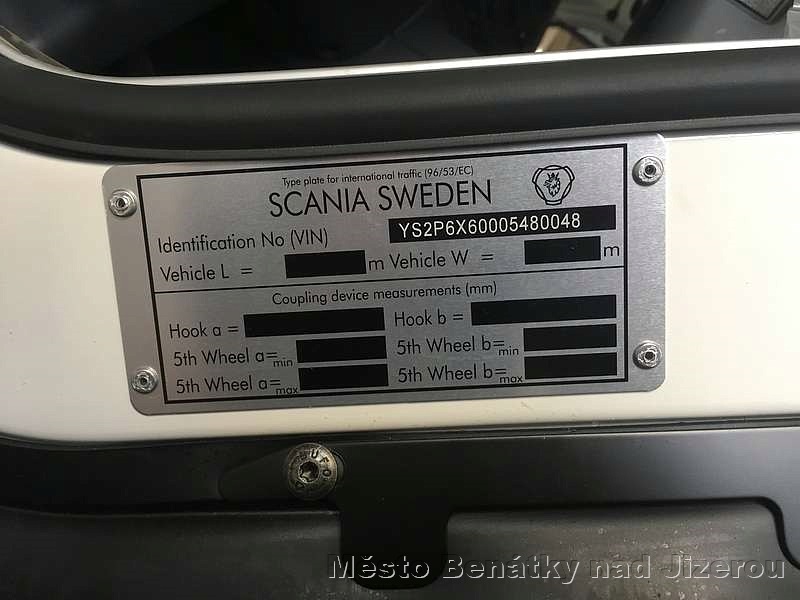 Type plate for international traffic (96/53/EC)
SCANIA SWEDEN
Identification No (VIN) YS2P6X60005480048
Vehicle L = m Vehicle W = m
Coupling device measurements (mm)
Hook a = Hook b =
5th Wheel a=min 5th Wheel b=min
5th Wheel a=max 5th Wheel b=max
Město Benátky nad Jizerou